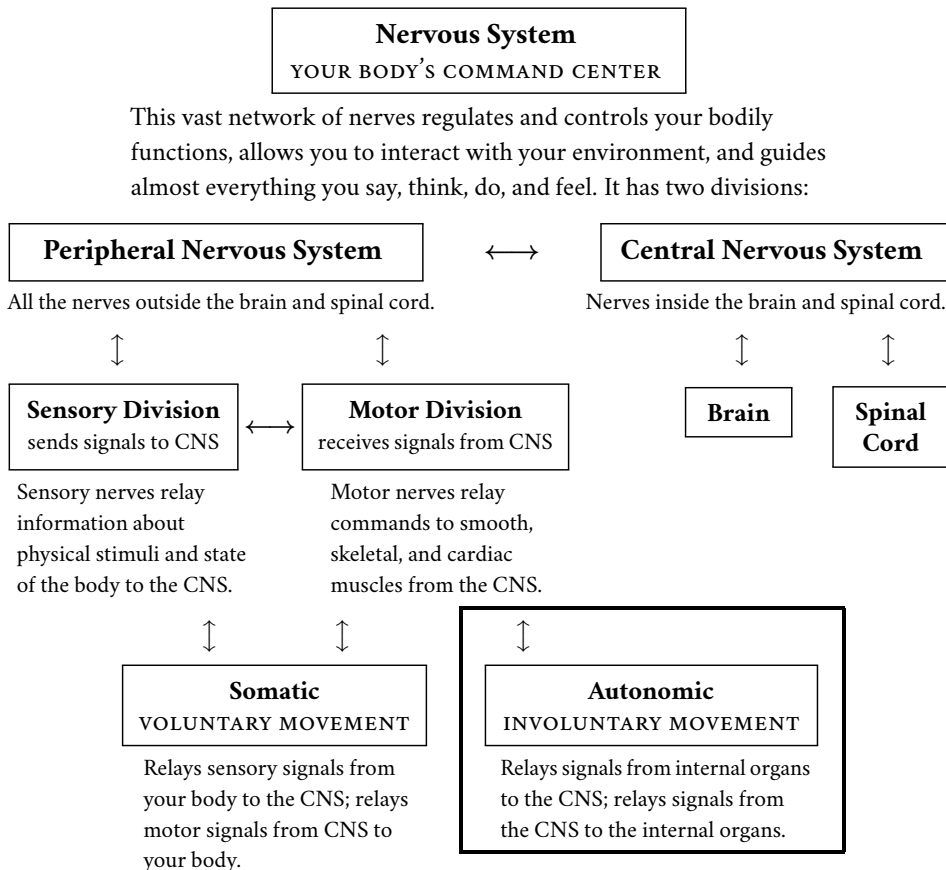 Nervous System
YOUR BODY'S COMMAND CENTER
This vast network of nerves regulates and controls your bodily
functions, allows you to interact with your environment, and guides
almost everything you say, think, do, and feel. It has two divisions:
Peripheral Nervous System
All the nerves outside the brain and spinal cord.
Central Nervous System
Nerves inside the brain and spinal cord.
Sensory Division
sends signals to CNS
Sensory nerves relay
information about
physical stimuli and state
of the body to the CNS.
Motor Division
receives signals from CNS
Motor nerves relay
commands to smooth,
skeletal, and cardiac
muscles from the CNS.
Brain
Spinal
Cord
Somatic
VOLUNTARY MOVEMENT
Relays sensory signals from
your body to the CNS; relays
motor signals from CNS to
your body.
Autonomic
INVOLUNTARY MOVEMENT
Relays signals from internal organs
to the CNS; relays signals from
the CNS to the internal organs.